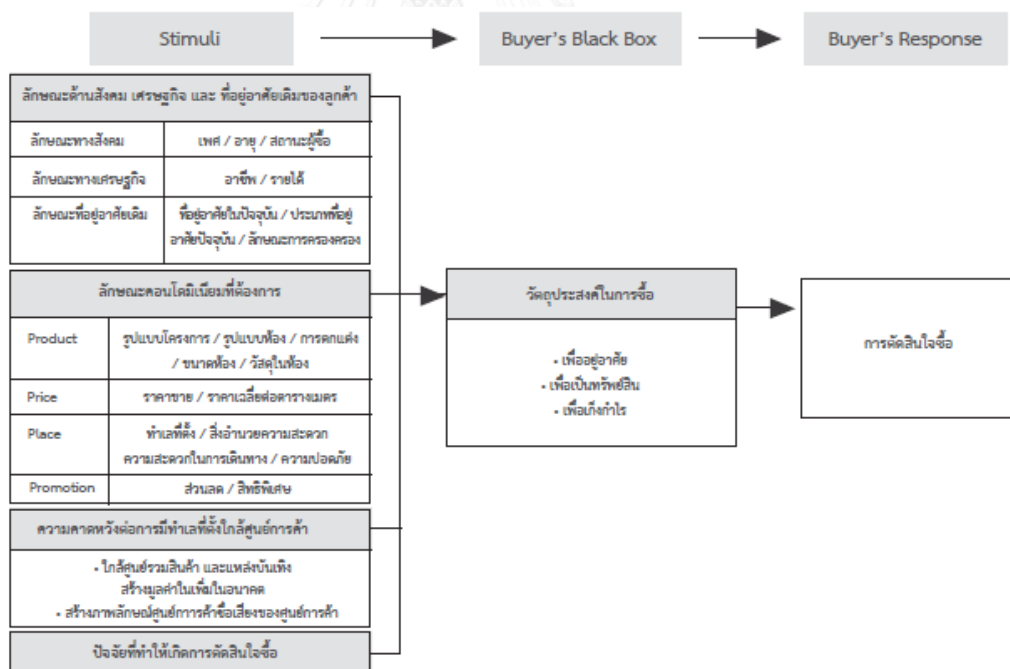 Stimuli
Buyer's Black Box
Buyer's Response
ลักษณะด้านสังคม เศรษฐกิจ และ ที่อยู่อาศัยเดิมของลูกค้า
ลักษณะทางสังคม
เพศ / อายุ / สถานะผู้ซื้อ
ลักษณะทางเศรษฐกิจ
อาชีพ / รายได้
ลักษณะที่อยู่อาศัยเดิม
ที่อยู่อาศัยในปัจจุบัน / ประเภทที่อยู่
อาศัยปัจจุบัน / ลักษณะการครองครอง
ลักษณะคอนโดมิเนียมที่ต้องการ
Product
รูปแบบโครงการ / รูปแบบห้อง / การตกแต่ง
/ ขนาดห้อง / วัสดุในห้อง
Price
ราคาขาย / ราคาเฉลี่ยต่อตารางเมตร
Place
ทำเลที่ตั้ง / สิ่งอำนวยความสะดวก
ความสะดวกในการเดินทาง / ความปลอดภัย
Promotion
ส่วนลด / สิทธิพิเศษ
ความคาดหวังต่อการมีทำเลที่ตั้งใกล้ศูนย์การค้า
• ใกล้ศูนย์รวมสินค้า และแหล่งบันเทิง
สร้างมูลค่าในเพิ่มในอนาคต
• สร้างภาพลักษณ์ศูนย์การค้าชื่อเสียงของศูนย์การค้า
ปัจจัยที่ทำให้เกิดการตัดสินใจซื้อ
วัตถุประสงค์ในการซื้อ
• เพื่ออยู่อาศัย
• เพื่อเป็นทรัพย์สิน
• เพื่อเก็งกำไร
การตัดสินใจซื้อ